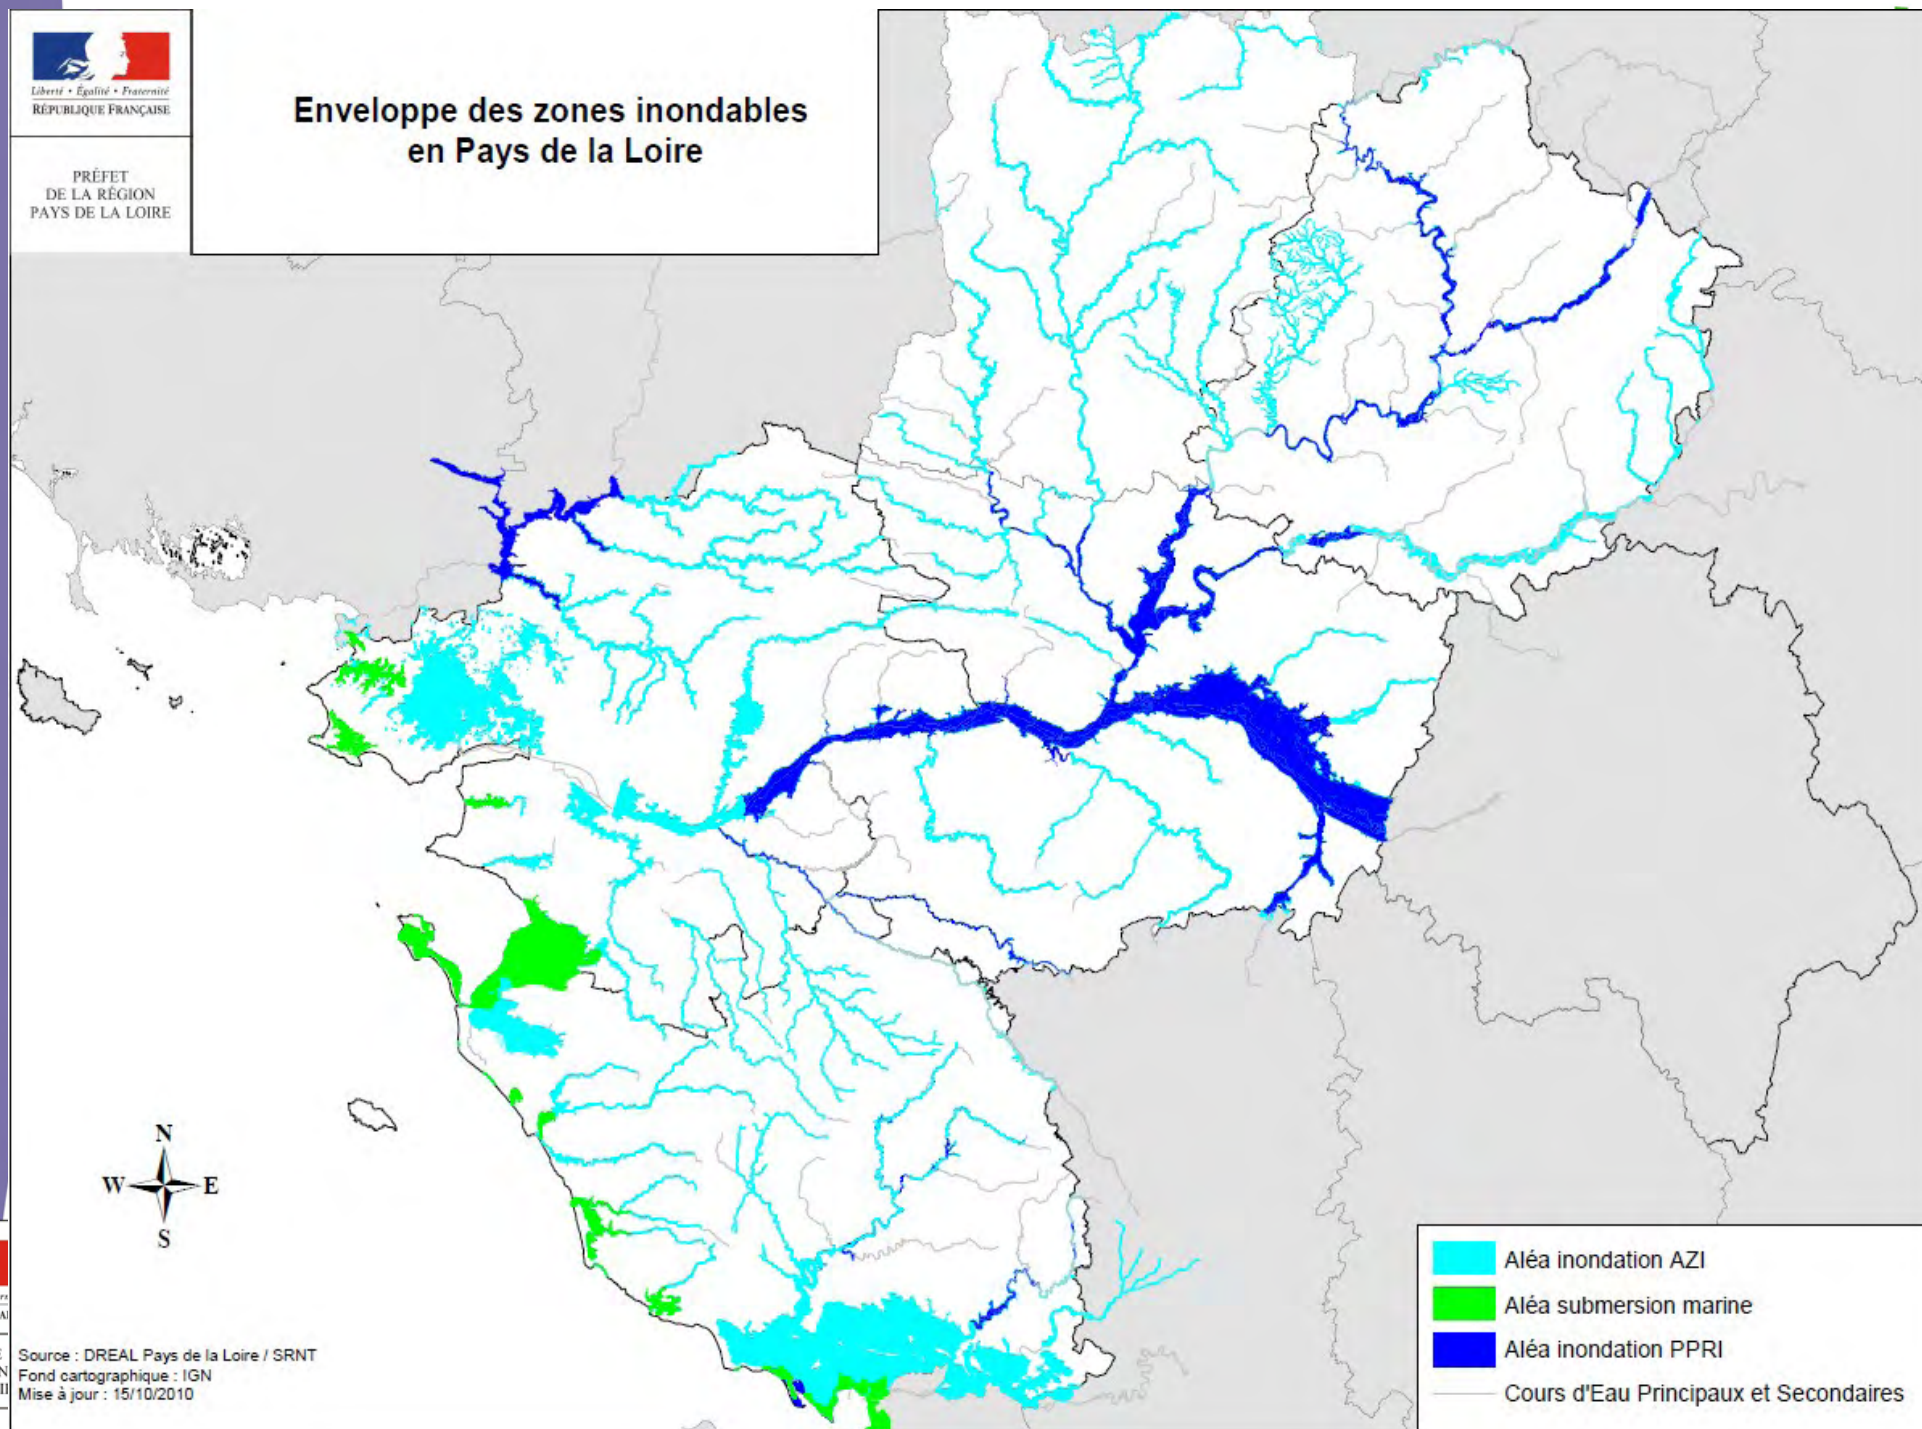 Liberté • Égalité • Fraternité
RÉPUBLIQUE FRANÇAISE
PRÉFET
DE LA RÉGION
PAYS DE LA LOIRE
Enveloppe des zones inondables
en Pays de la Loire
N
W
E
S
Source : DREAL Pays de la Loire / SRNT
Fond cartographique : IGN
Mise à jour : 15/10/2010
Aléa inondation AZI
Aléa submersion marine
Aléa inondation PPRI
Cours d'Eau Principaux et Secondaires